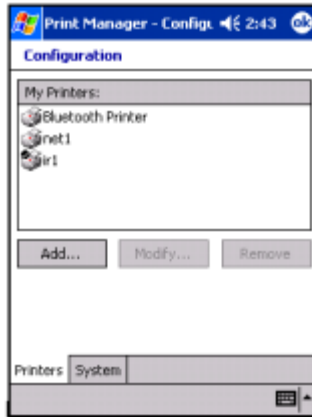 Print Manager - Configu 2:43 ok
Configuration
My Printers:
Bluetooth Printer
net1
ir1
Add... Modify... Remove
Printers System